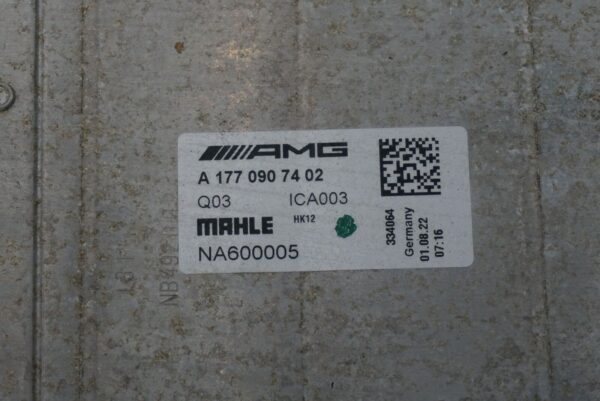 AMG
A 177 090 74 02
Q03 ICA003
MAHLE HK12
NA600005
334064
Germany
01.08.22
07:16